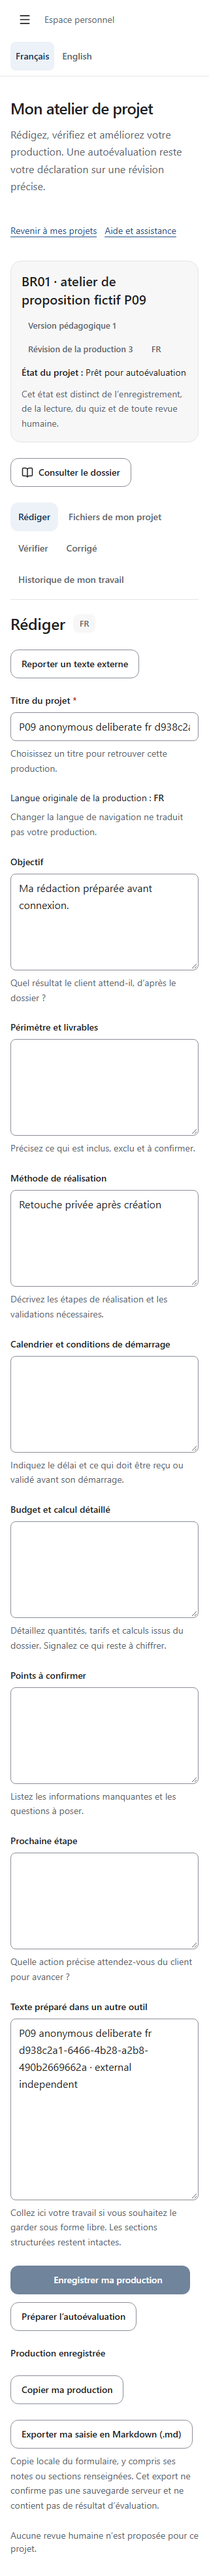 Espace personnel
Français English
Mon atelier de projet
Rédigez, vérifiez et améliorez votre
production. Une autoévaluation reste
votre déclaration sur une révision
précise.
Revenir à mes projets Aide et assistance
BR01 · atelier de
proposition fictif P09
Version pédagogique 1
Révision de la production 3 FR
État du projet : Prêt pour autoévaluation
Cet état est distinct de l'enregistrement,
de la lecture, du quiz et de toute revue
humaine.
Consulter le dossier
Rédiger Fichiers de mon projet
Vérifier Corrigé
Historique de mon travail
Rédiger FR
Reporter un texte externe
Titre du projet *
P09 anonymous deliberate fr d938c2a
Choisissez un titre pour retrouver cette
production.
Langue originale de la production : FR
Changer la langue de navigation ne traduit
pas votre production.
Objectif
Ma rédaction préparée avant
connexion.
Quel résultat le client attend-il, d'après le
dossier ?
Périmètre et livrables
Précisez ce qui est inclus, exclu et à confirmer.
Méthode de réalisation
Retouche privée après création
Décrivez les étapes de réalisation et les
validations nécessaires.
Calendrier et conditions de démarrage
Indiquez le délai et ce qui doit être reçu ou
validé avant son démarrage.
Budget et calcul détaillé
Détaillez quantités, tarifs et calculs issus du
dossier. Signalez ce qui reste à chiffrer.
Points à confirmer
Listez les informations manquantes et les
questions à poser.
Prochaine étape
Quelle action précise attendez-vous du client
pour avancer ?
Texte préparé dans un autre outil
P09 anonymous deliberate fr
d938c2a1-6466-4b28-a2b8-
490b2669662a · external
independent
Collez ici votre travail si vous souhaitez le
garder sous forme libre. Les sections
structurées restent intactes.
Enregistrer ma production
Préparer l'autoévaluation
Production enregistrée
Copier ma production
Exporter ma saisie en Markdown (.md)
Copie locale du formulaire, y compris ses
notes ou sections renseignées. Cet export ne
confirme pas une sauvegarde serveur et ne
contient pas de résultat d'évaluation.
Aucune revue humaine n'est proposée pour ce
projet.